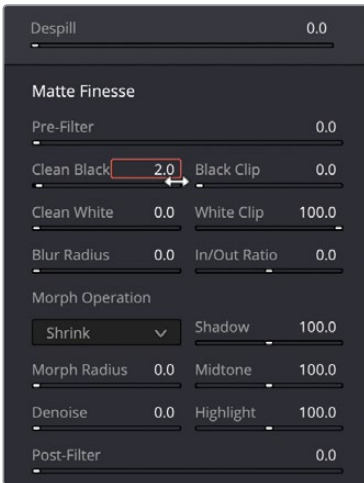 Despill 0.0
Matte Finesse
Pre-Filter 0.0
Clean Black 2.0 Black Clip 0.0
Clean White 0.0 White Clip 100.0
Blur Radius 0.0 In/Out Ratio 0.0
Morph Operation
Shrink Shadow 100.0
Morph Radius 0.0 Midtone 100.0
Denoise 0.0 Highlight 100.0
Post-Filter 0.0